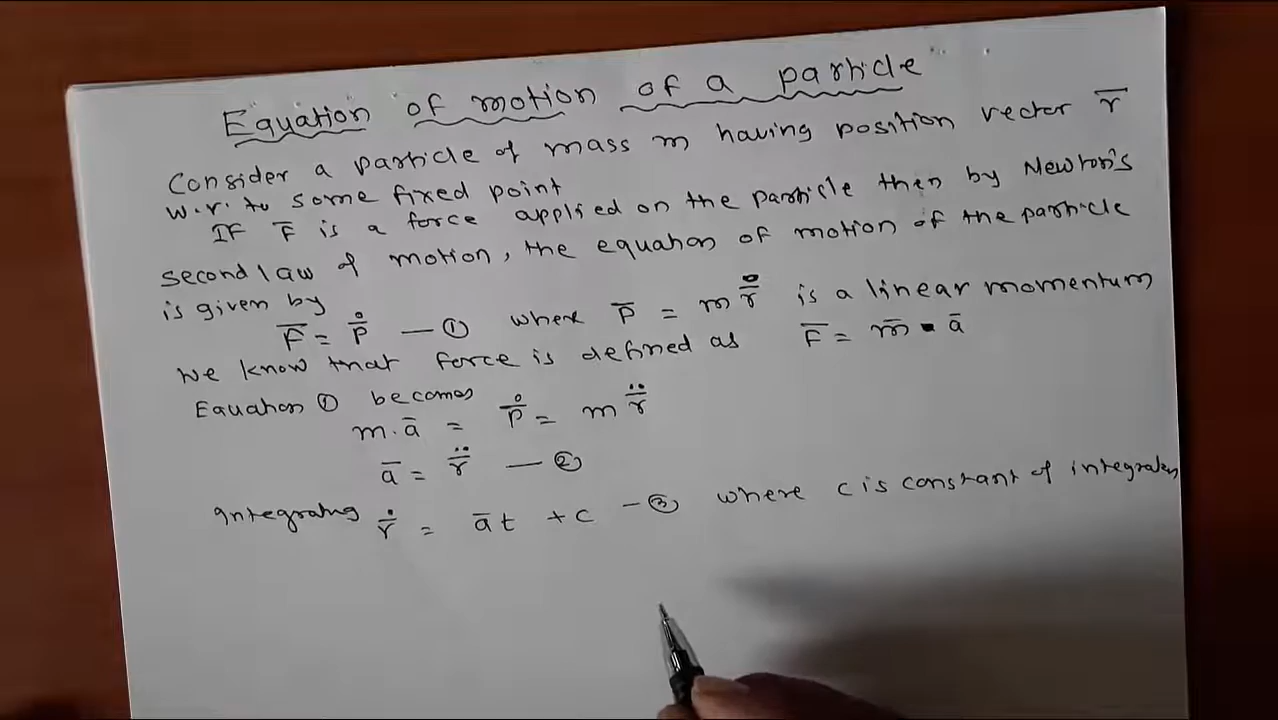 Equation of motion of a particle
Consider a particle of mass m having position vector r̅
w.r. to some fixed point
IF F̅ is a force applied on the particle then by Newton's
second law of motion, the equation of motion of the particle
is given by
F̅ = ṗ̅ — ① where p̅ = m ṙ̅ is a linear momentum
we know that force is defined as F̅ = m̅ · a̅
Equation ① becomes
m. a̅ = ṗ̅ = m r̈̅
a̅ = r̈̅ — ②
Integrating ṙ̅ = a̅t + c — ③ where c is constant of integration